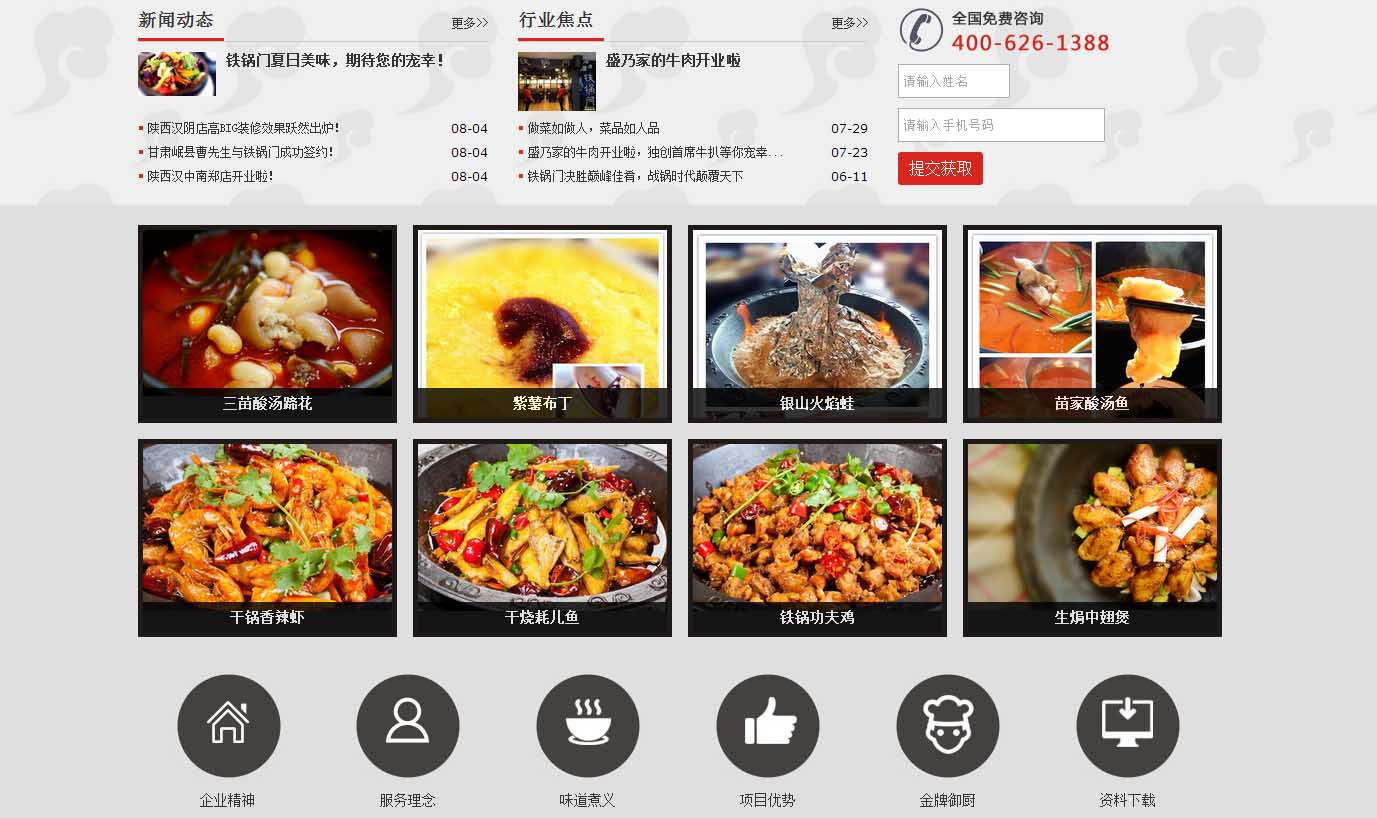 新闻动态
更多>>
铁锅门夏日美味，期待您的宠幸！
陕西汉阴店高BIG装修效果跃然出炉！ 08-04
甘肃岷县曹先生与铁锅门成功签约！ 08-04
陕西汉中南郑店开业啦！ 08-04
行业焦点
更多>>
盛乃家的牛肉开业啦
做菜如做人，菜品如人品 07-29
盛乃家的牛肉开业啦，独创首席牛扒等你宠幸... 07-23
铁锅门决胜巅峰佳肴，战锅时代颠覆天下 06-11
全国免费咨询
400-626-1388
请输入姓名
请输入手机号码
提交获取
三苗酸汤蹄花
紫薯布丁
银山火焰蛙
苗家酸汤鱼
干锅香辣虾
干烧耗儿鱼
铁锅功夫鸡
生焗中翅煲
企业精神
服务理念
味道煮义
项目优势
金牌御厨
资料下载